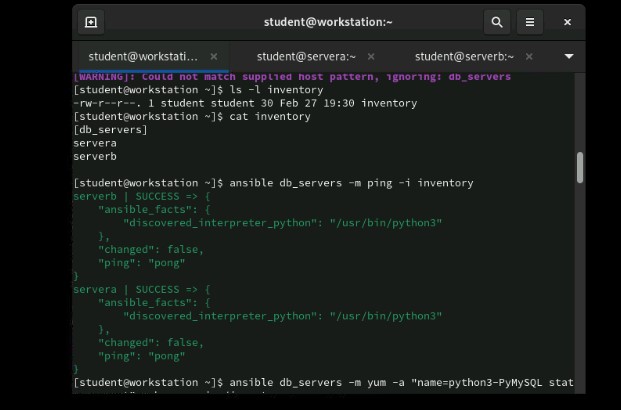 student@workstation:~
student@workstati... × student@servera:~ × student@serverb:~ ×
[WARNING]: Could not match supplied host pattern, ignoring: db_servers
[student@workstation ~]$ ls -l inventory
-rw-r--r--. 1 student student 30 Feb 27 19:30 inventory
[student@workstation ~]$ cat inventory
[db_servers]
servera
serverb
[student@workstation ~]$ ansible db_servers -m ping -i inventory
serverb | SUCCESS => {
    "ansible_facts": {
        "discovered_interpreter_python": "/usr/bin/python3"
    },
    "changed": false,
    "ping": "pong"
}
servera | SUCCESS => {
    "ansible_facts": {
        "discovered_interpreter_python": "/usr/bin/python3"
    },
    "changed": false,
    "ping": "pong"
}
[student@workstation ~]$ ansible db_servers -m yum -a "name=python3-PyMySQL stat